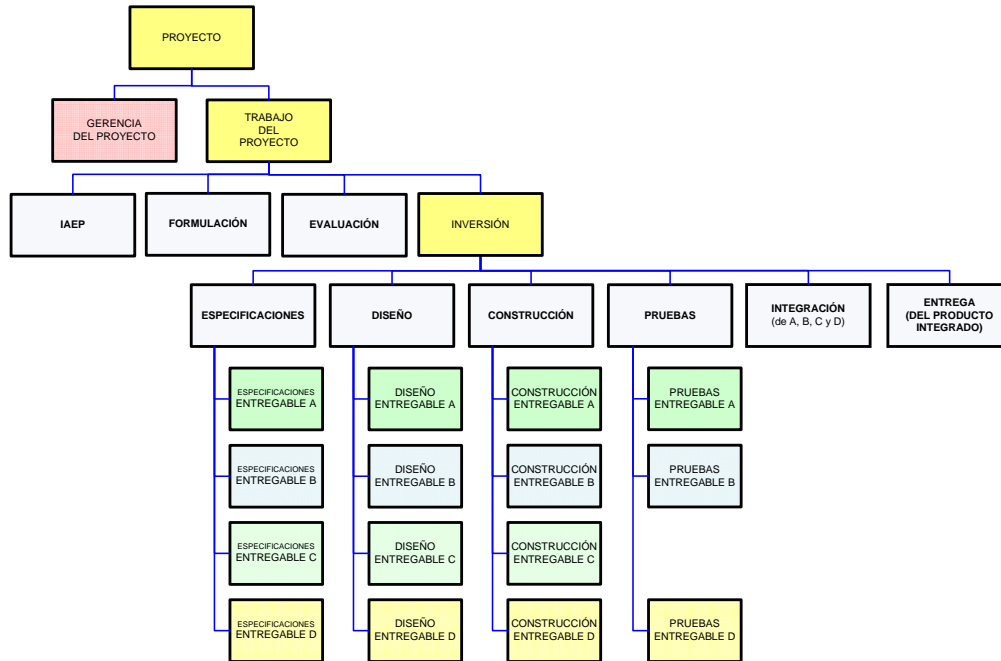 PROYECTO
GERENCIA
DEL PROYECTO
TRABAJO
DEL
PROYECTO
IAEP
FORMULACIÓN
EVALUACIÓN
INVERSIÓN
ESPECIFICACIONES
DISEÑO
CONSTRUCCIÓN
PRUEBAS
INTEGRACIÓN
(de A, B, C y D)
ENTREGA
(DEL PRODUCTO
INTEGRADO)
ESPECIFICACIONES
ENTREGABLE A
DISEÑO
ENTREGABLE A
CONSTRUCCIÓN
ENTREGABLE A
PRUEBAS
ENTREGABLE A
ESPECIFICACIONES
ENTREGABLE B
DISEÑO
ENTREGABLE B
CONSTRUCCIÓN
ENTREGABLE B
PRUEBAS
ENTREGABLE B
ESPECIFICACIONES
ENTREGABLE C
DISEÑO
ENTREGABLE C
CONSTRUCCIÓN
ENTREGABLE C
ESPECIFICACIONES
ENTREGABLE D
DISEÑO
ENTREGABLE D
CONSTRUCCIÓN
ENTREGABLE D
PRUEBAS
ENTREGABLE D